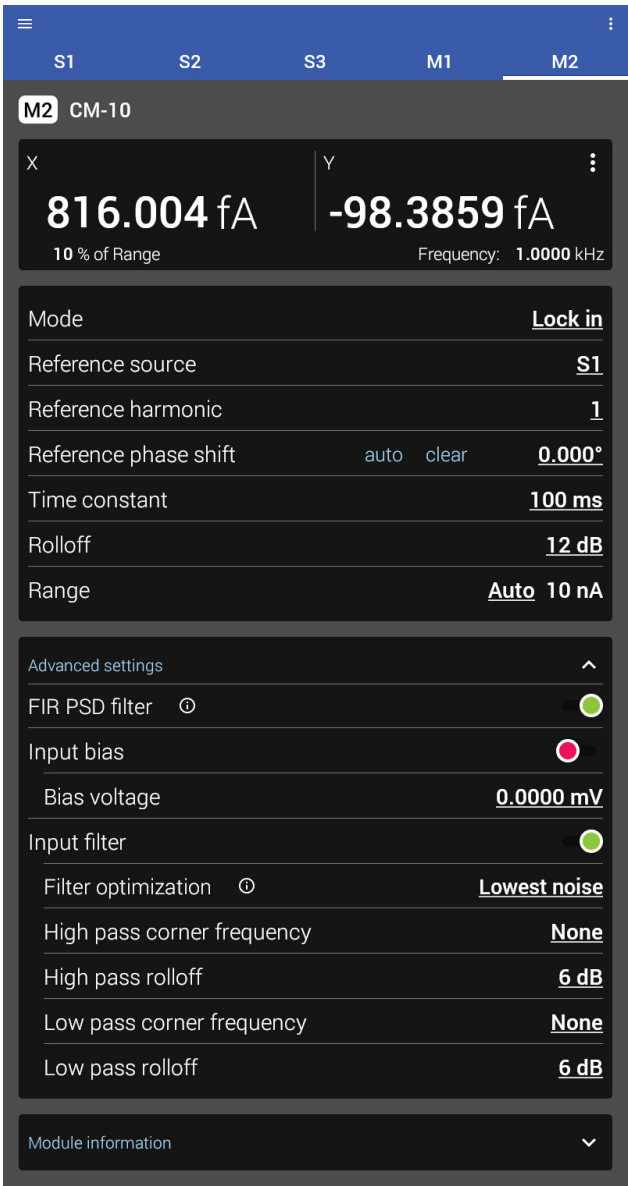 S1 S2 S3 M1 M2
M2 CM-10
X Y
816.004 fA -98.3859 fA
10 % of Range Frequency: 1.0000 kHz
Mode Lock in
Reference source S1
Reference harmonic 1
Reference phase shift auto clear 0.000°
Time constant 100 ms
Rolloff 12 dB
Range Auto 10 nA
Advanced settings
FIR PSD filter
Input bias
Bias voltage 0.0000 mV
Input filter
Filter optimization Lowest noise
High pass corner frequency None
High pass rolloff 6 dB
Low pass corner frequency None
Low pass rolloff 6 dB
Module information